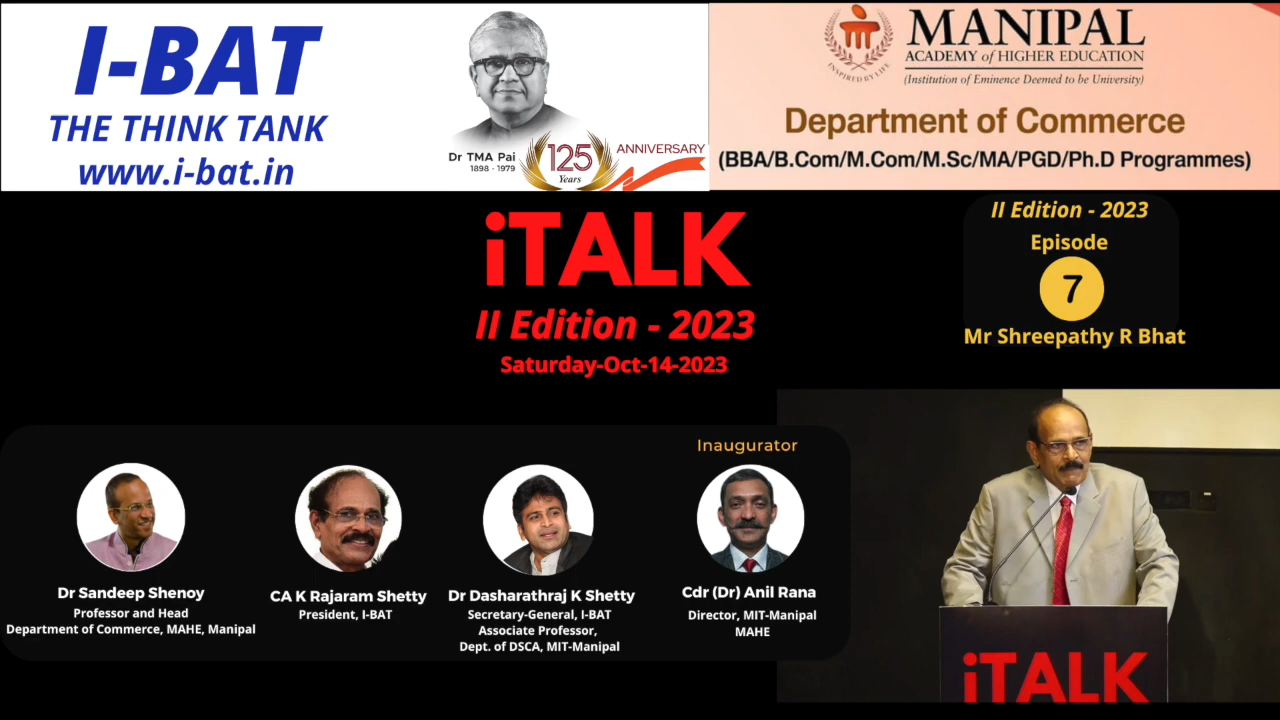 I-BAT
THE THINK TANK
www.i-bat.in
Dr TMA Pai
1898 - 1979
125
Years
ANNIVERSARY
INSPIRED BY LIFE
MANIPAL
ACADEMY of HIGHER EDUCATION
(Institution of Eminence Deemed to be University)
Department of Commerce
(BBA/B.Com/M.Com/M.Sc/MA/PGD/Ph.D Programmes)
iTALK
II Edition - 2023
Saturday-Oct-14-2023
II Edition - 2023
Episode
7
Mr Shreepathy R Bhat
Dr Sandeep Shenoy
Professor and Head
Department of Commerce, MAHE, Manipal
CA K Rajaram Shetty
President, I-BAT
Dr Dasharathraj K Shetty
Secretary-General, I-BAT
Associate Professor,
Dept. of DSCA, MIT-Manipal
Inaugurator
Cdr (Dr) Anil Rana
Director, MIT-Manipal
MAHE
iTALK